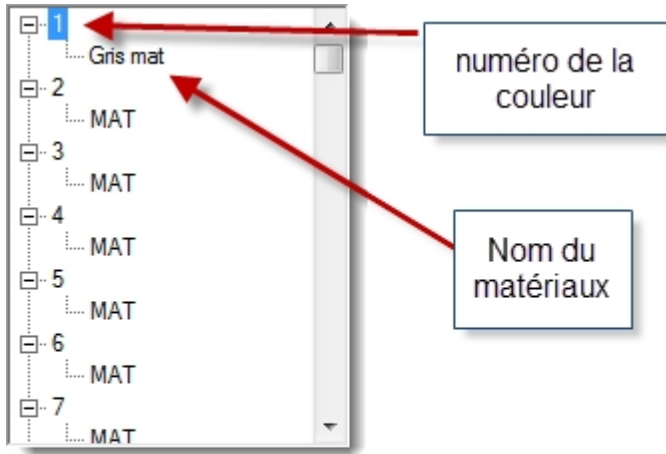 1
Gris mat
2
MAT
3
MAT
4
MAT
5
MAT
6
MAT
7
MAT
numéro de la
couleur
Nom du
matériaux